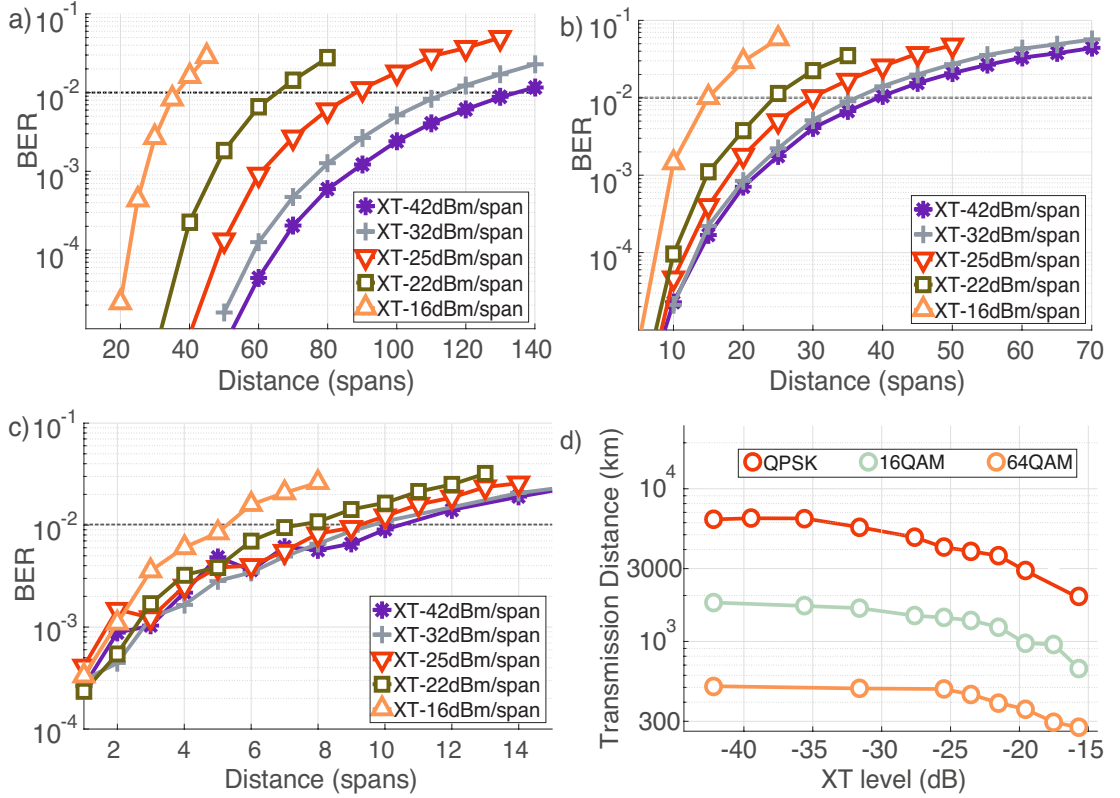 a)
10⁻¹
10⁻²
10⁻³
10⁻⁴
BER
XT-42dBm/span
XT-32dBm/span
XT-25dBm/span
XT-22dBm/span
XT-16dBm/span
20 40 60 80 100 120 140
Distance (spans)
b)
10⁻¹
10⁻²
10⁻³
10⁻⁴
BER
XT-42dBm/span
XT-32dBm/span
XT-25dBm/span
XT-22dBm/span
XT-16dBm/span
10 20 30 40 50 60 70
Distance (spans)
c)
10⁻¹
10⁻²
10⁻³
10⁻⁴
BER
XT-42dBm/span
XT-32dBm/span
XT-25dBm/span
XT-22dBm/span
XT-16dBm/span
2 4 6 8 10 12 14
Distance (spans)
d)
QPSK 16QAM 64QAM
10⁴
3000
10³
300
Transmission Distance (km)
-40 -35 -30 -25 -20 -15
XT level (dB)